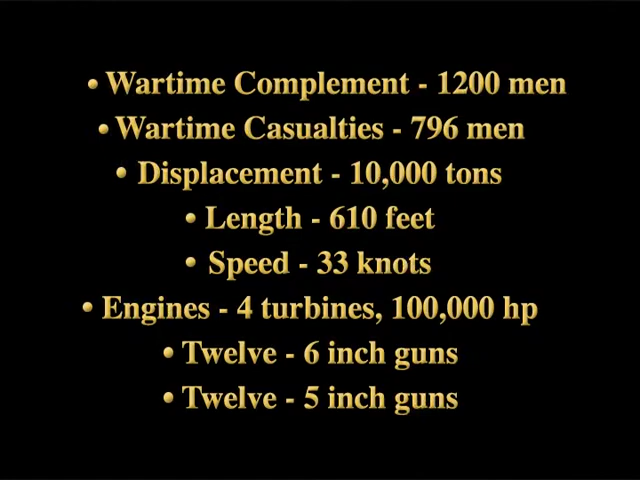 • Wartime Complement - 1200 men
• Wartime Casualties - 796 men
• Displacement - 10,000 tons
• Length - 610 feet
• Speed - 33 knots
• Engines - 4 turbines, 100,000 hp
• Twelve - 6 inch guns
• Twelve - 5 inch guns